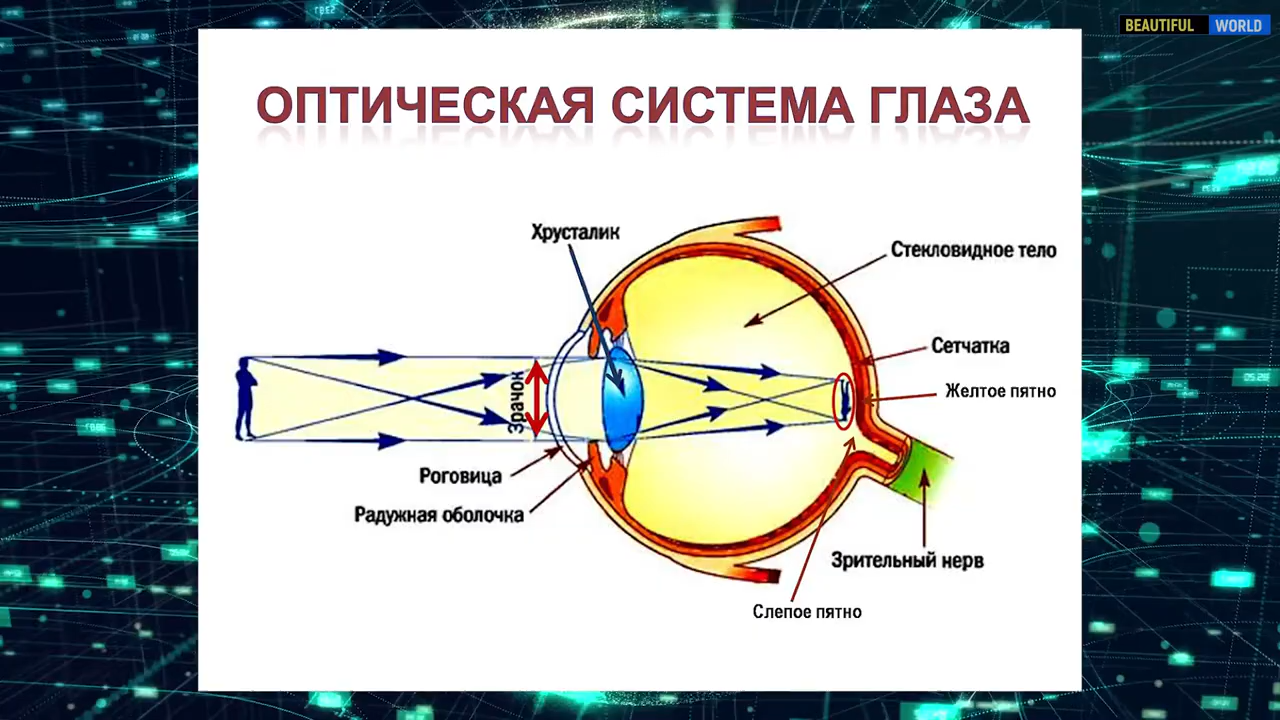 BEAUTIFUL WORLD
ОПТИЧЕСКАЯ СИСТЕМА ГЛАЗА
Хрусталик
Стекловидное тело
Сетчатка
Желтое пятно
Зрачок
Роговица
Радужная оболочка
Зрительный нерв
Слепое пятно